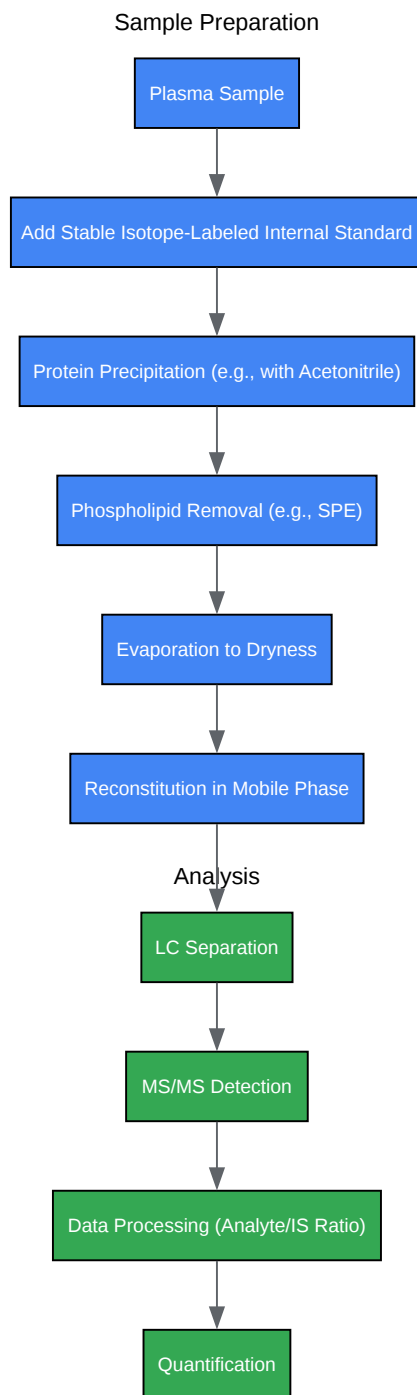 Sample Preparation
Plasma Sample
Add Stable Isotope-Labeled Internal Standard
Protein Precipitation (e.g., with Acetonitrile)
Phospholipid Removal (e.g., SPE)
Evaporation to Dryness
Reconstitution in Mobile Phase
Analysis
LC Separation
MS/MS Detection
Data Processing (Analyte/IS Ratio)
Quantification